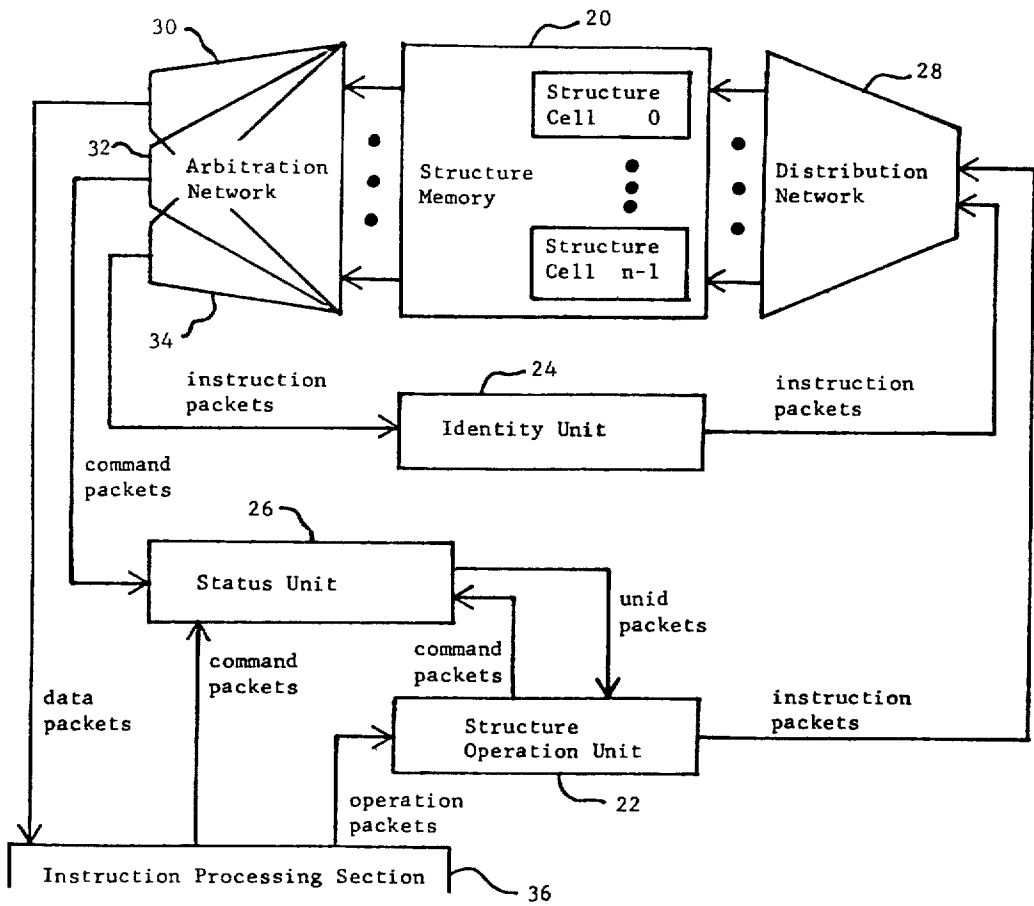 30
20
28
32
Arbitration
Network
Structure
Memory
Structure
Cell 0
Structure
Cell n-1
Distribution
Network
34
instruction
packets
24
Identity Unit
instruction
packets
command
packets
26
Status Unit
unid
packets
command
packets
command
packets
data
packets
Structure
Operation Unit
instruction
packets
22
operation
packets
Instruction Processing Section
36